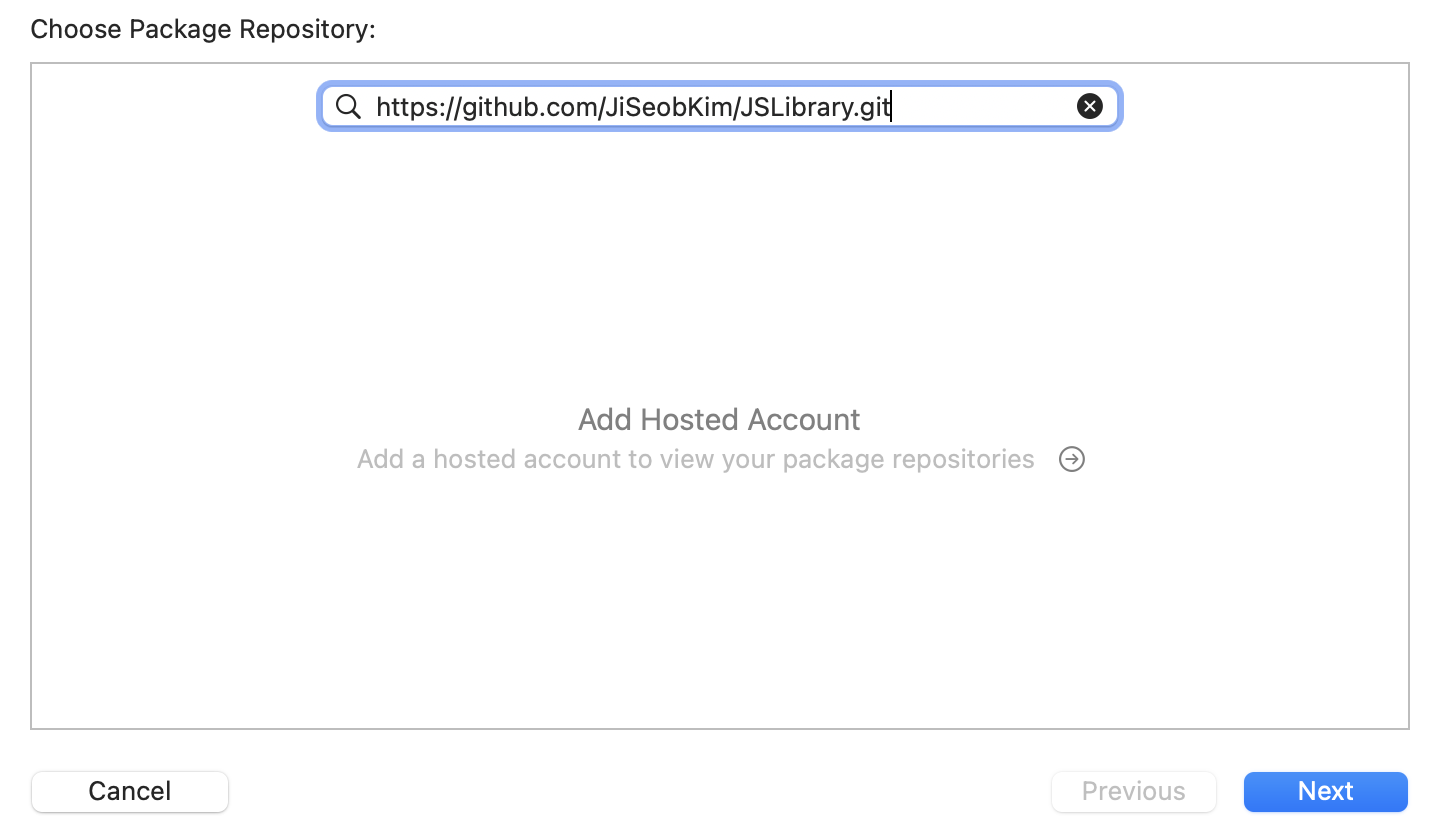 Choose Package Repository:
https://github.com/JiSeobKim/JSLibrary.git
Add Hosted Account
Add a hosted account to view your package repositories
Cancel
Previous
Next